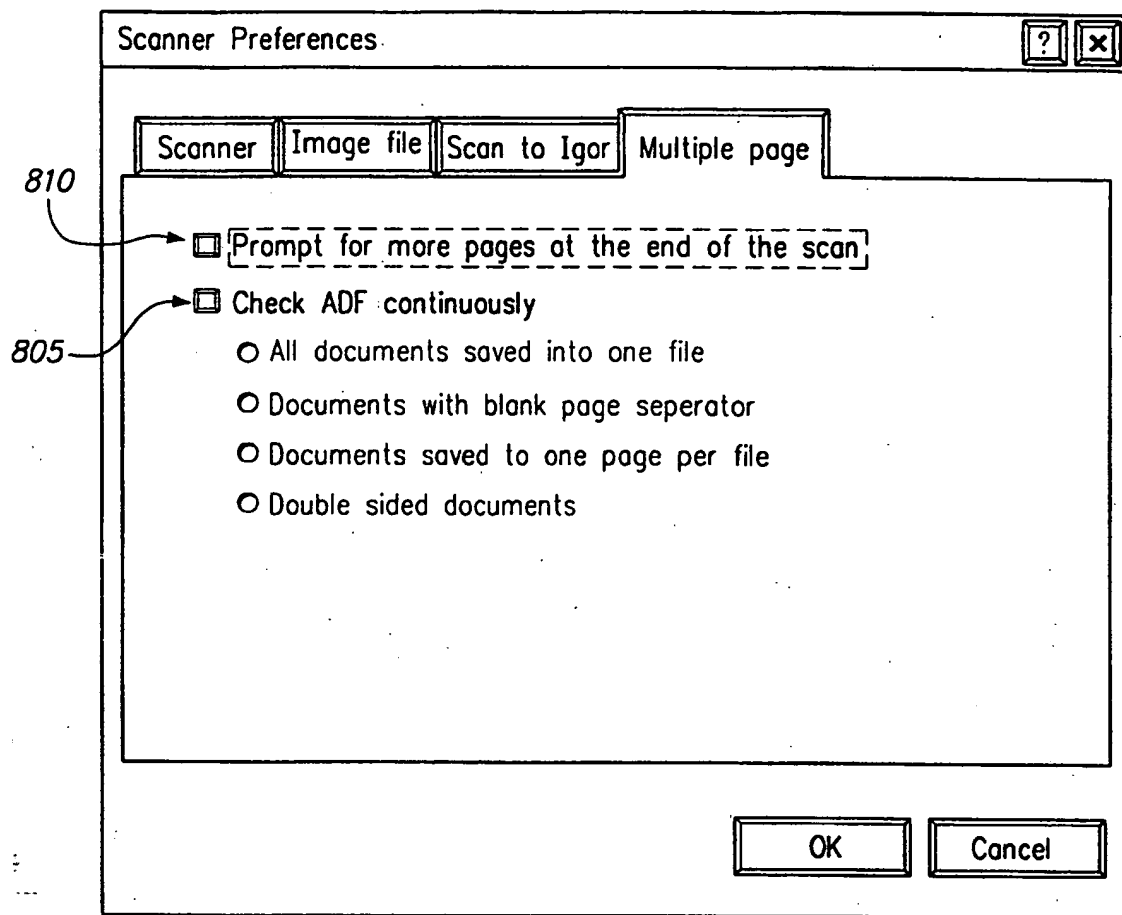 Scanner Preferences
? ×
Scanner Image file Scan to Igor Multiple page
810
Prompt for more pages at the end of the scan
Check ADF continuously
805
All documents saved into one file
Documents with blank page seperator
Documents saved to one page per file
Double sided documents
OK Cancel